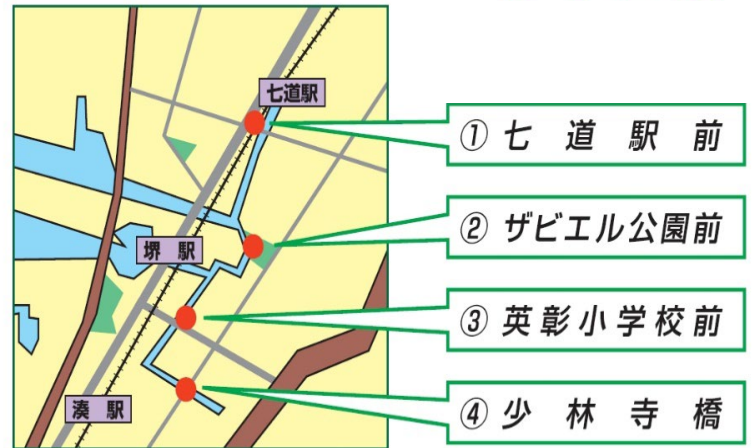 七道駅
① 七道駅前
② ザビエル公園前
堺駅
③ 英彰小学校前
④ 少林寺橋
湊駅